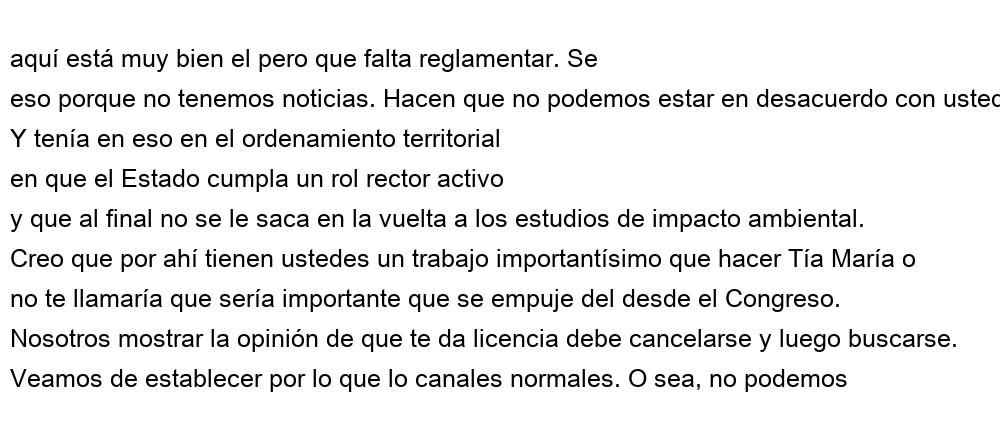 aquí está muy bien el pero que falta reglamentar. Se
eso porque no tenemos noticias. Hacen que no podemos estar en desacuerdo con usted
Y tenía en eso en el ordenamiento territorial
en que el Estado cumpla un rol rector activo
y que al final no se le saca en la vuelta a los estudios de impacto ambiental.
Creo que por ahí tienen ustedes un trabajo importantísimo que hacer Tía María o
no te llamaría que sería importante que se empuje del desde el Congreso.
Nosotros mostrar la opinión de que te da licencia debe cancelarse y luego buscarse.
Veamos de establecer por lo que lo canales normales. O sea, no podemos